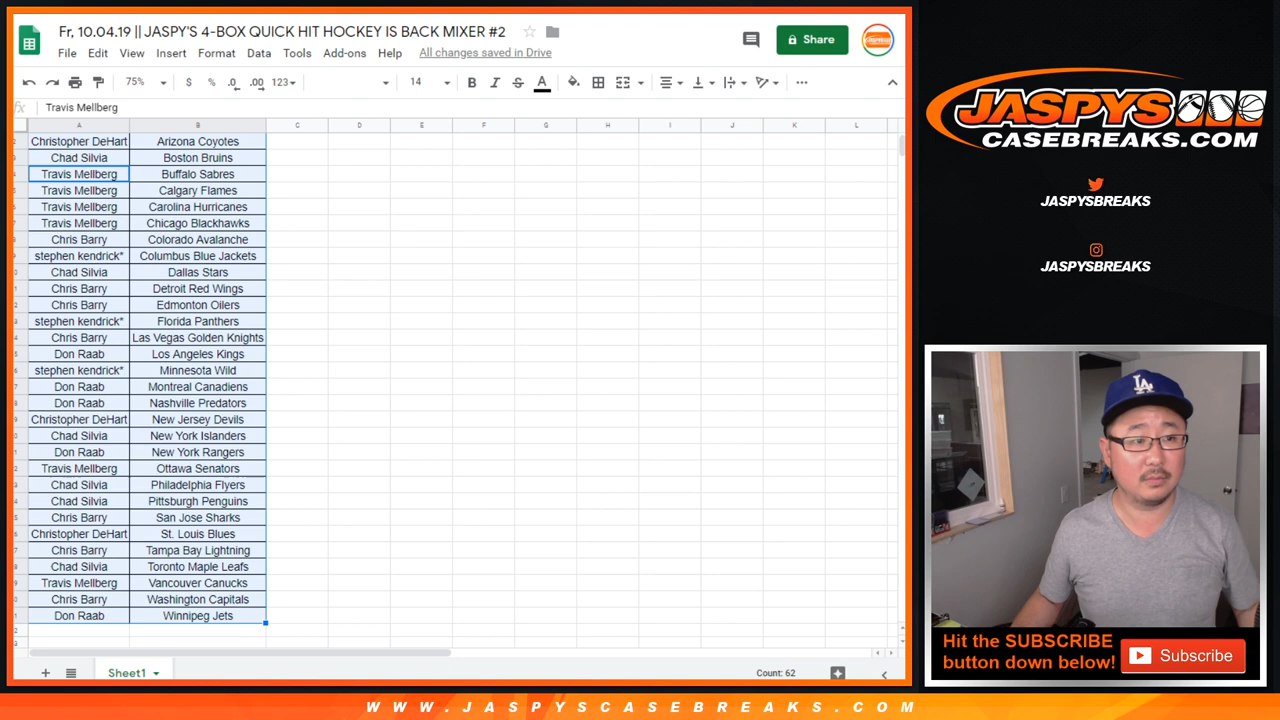 Fr, 10.04.19 || JASPY'S 4-BOX QUICK HIT HOCKEY IS BACK MIXER #2
File Edit View Insert Format Data Tools Add-ons Help All changes saved in Drive
Share
75% $ % .0 .00 123 14 B I S A
fx Travis Mellberg
A B C D E F G H I J K L
Christopher DeHart Arizona Coyotes
Chad Silvia Boston Bruins
Travis Mellberg Buffalo Sabres
Travis Mellberg Calgary Flames
Travis Mellberg Carolina Hurricanes
Travis Mellberg Chicago Blackhawks
Chris Barry Colorado Avalanche
stephen kendrick* Columbus Blue Jackets
Chad Silvia Dallas Stars
Chris Barry Detroit Red Wings
Chris Barry Edmonton Oilers
stephen kendrick* Florida Panthers
Chris Barry Las Vegas Golden Knights
Don Raab Los Angeles Kings
stephen kendrick* Minnesota Wild
Don Raab Montreal Canadiens
Don Raab Nashville Predators
Christopher DeHart New Jersey Devils
Chad Silvia New York Islanders
Don Raab New York Rangers
Travis Mellberg Ottawa Senators
Chad Silvia Philadelphia Flyers
Chad Silvia Pittsburgh Penguins
Chris Barry San Jose Sharks
Christopher DeHart St. Louis Blues
Chris Barry Tampa Bay Lightning
Chad Silvia Toronto Maple Leafs
Travis Mellberg Vancouver Canucks
Chris Barry Washington Capitals
Don Raab Winnipeg Jets
Sheet1
Count: 62
JASPYS
CASEBREAKS.COM
JASPYSBREAKS
JASPYSBREAKS
LA
Hit the SUBSCRIBE
button down below!
Subscribe
WWW.JASPYSCASEBREAKS.COM